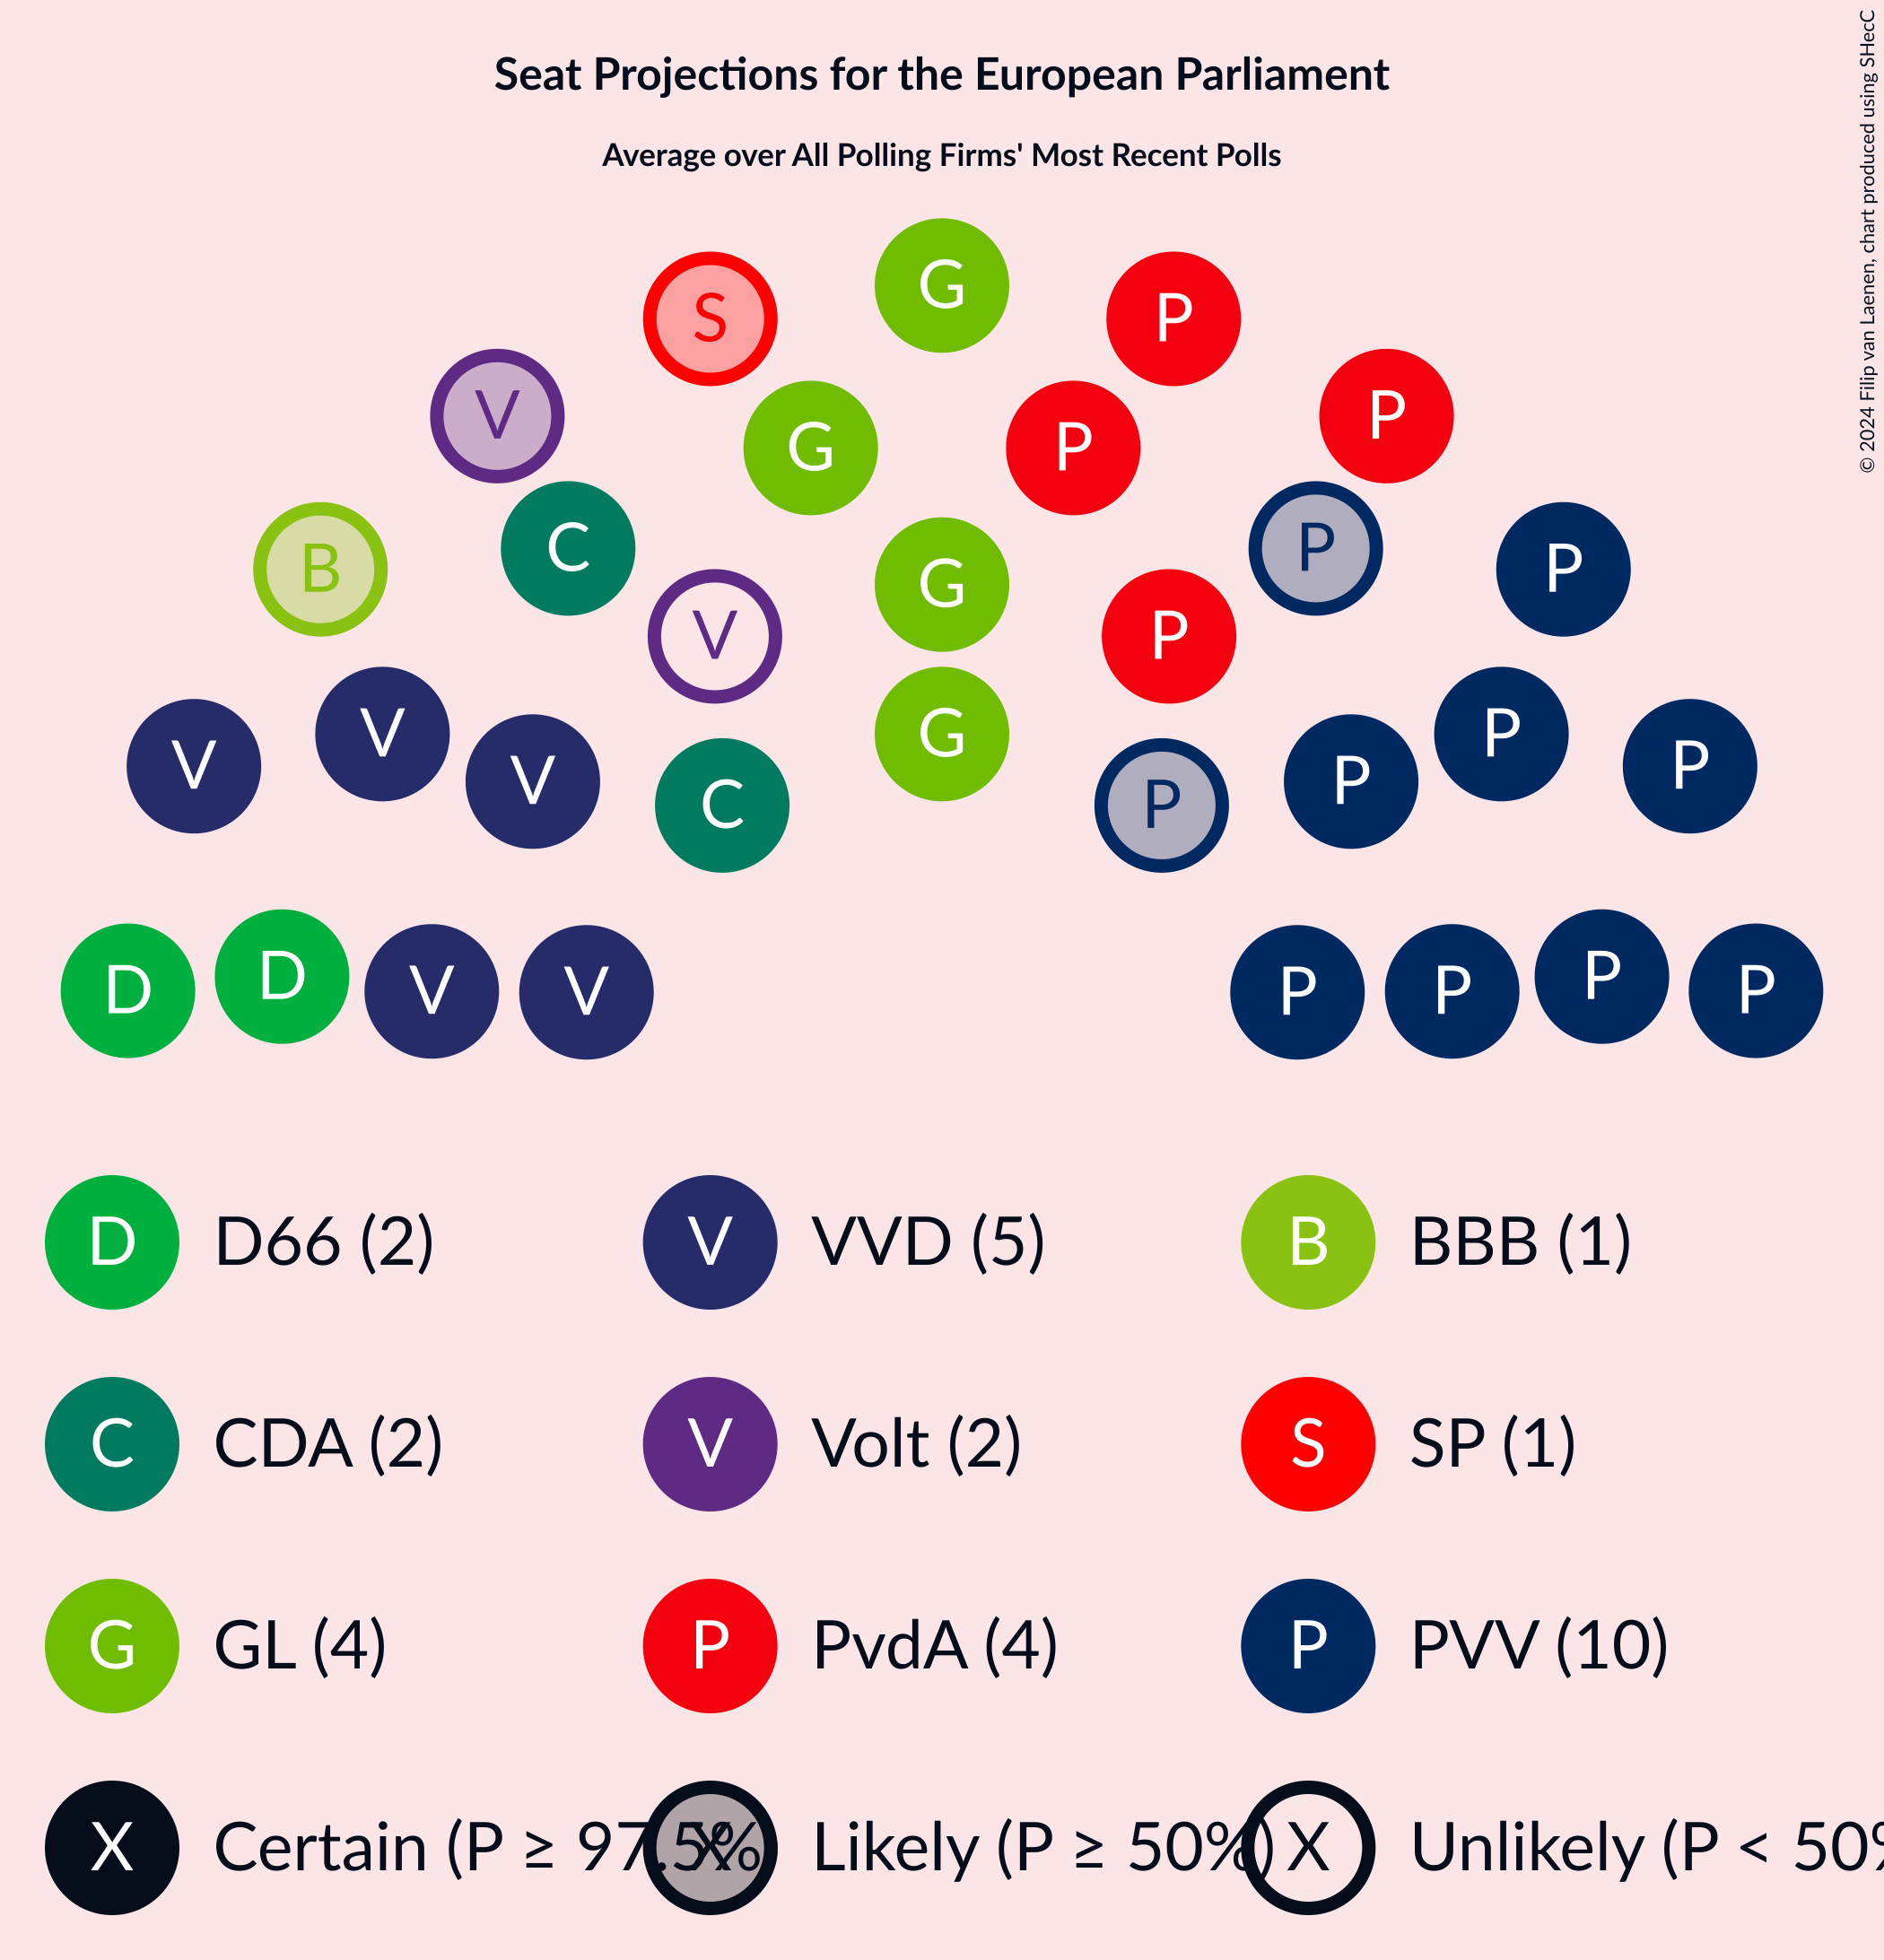 Seat Projections for the European Parliament
Average over All Polling Firms' Most Recent Polls
© 2024 Filip van Laenen, chart produced using SHecC
G
S P
V P
G P
C P
B P
G
V P
V P
G
V P
V P
C P
D D V V P P P P
D D66 (2) V VVD (5) B BBB (1)
C CDA (2) V Volt (2) S SP (1)
G GL (4) P PvdA (4) P PVV (10)
X Certain (P ≥ 97.5% X Likely (P ≥ 50%) X Unlikely (P < 50%